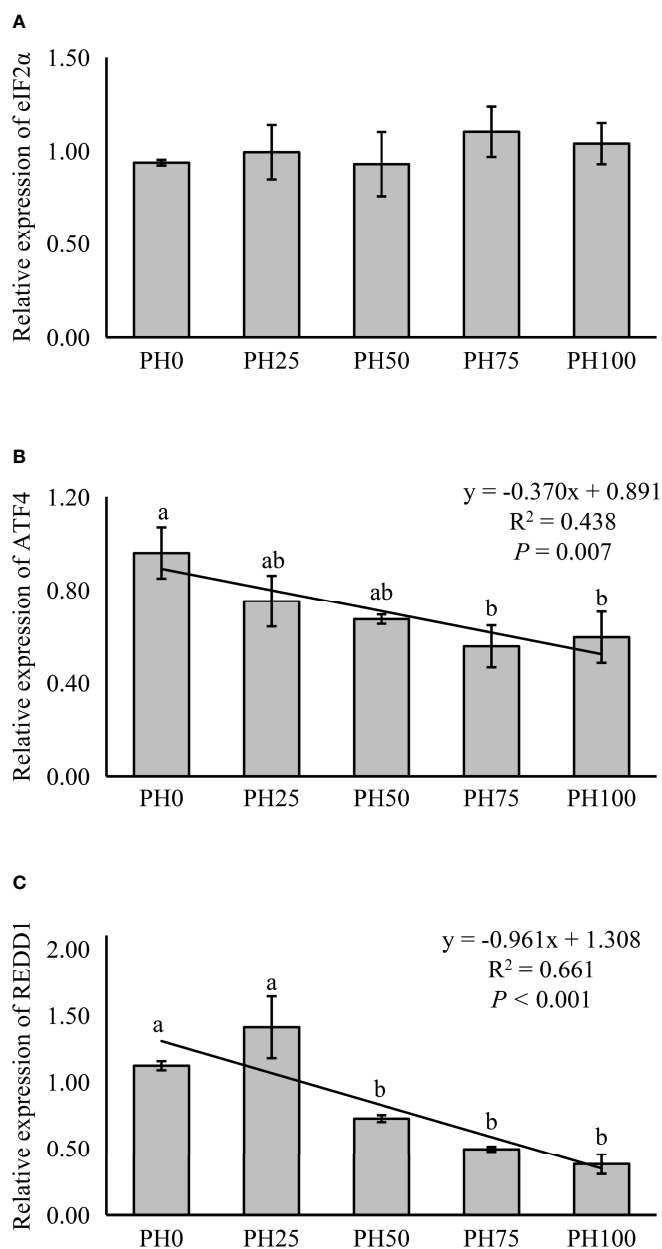 A
Relative expression of eIF2α
1.50
1.00
0.50
0.00
PH0 PH25 PH50 PH75 PH100
B
Relative expression of ATF4
1.20
0.80
0.40
0.00
y = -0.370x + 0.891
R² = 0.438
P = 0.007
a ab ab b b
PH0 PH25 PH50 PH75 PH100
C
Relative expression of REDD1
2.00
1.50
1.00
0.50
0.00
y = -0.961x + 1.308
R² = 0.661
P < 0.001
a a b b b
PH0 PH25 PH50 PH75 PH100